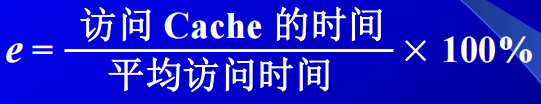 e = 访问 Cache 的时间 / 平均访问时间 × 100%